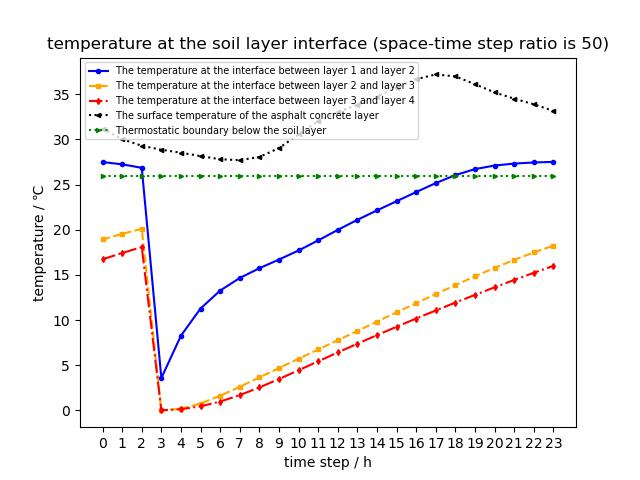 temperature at the soil layer interface (space-time step ratio is 50)
The temperature at the interface between layer 1 and layer 2
The temperature at the interface between layer 2 and layer 3
The temperature at the interface between layer 3 and layer 4
The surface temperature of the asphalt concrete layer
Thermostatic boundary below the soil layer
temperature / ℃
35
30
25
20
15
10
5
0
0 1 2 3 4 5 6 7 8 9 10 11 12 13 14 15 16 17 18 19 20 21 22 23
time step / h